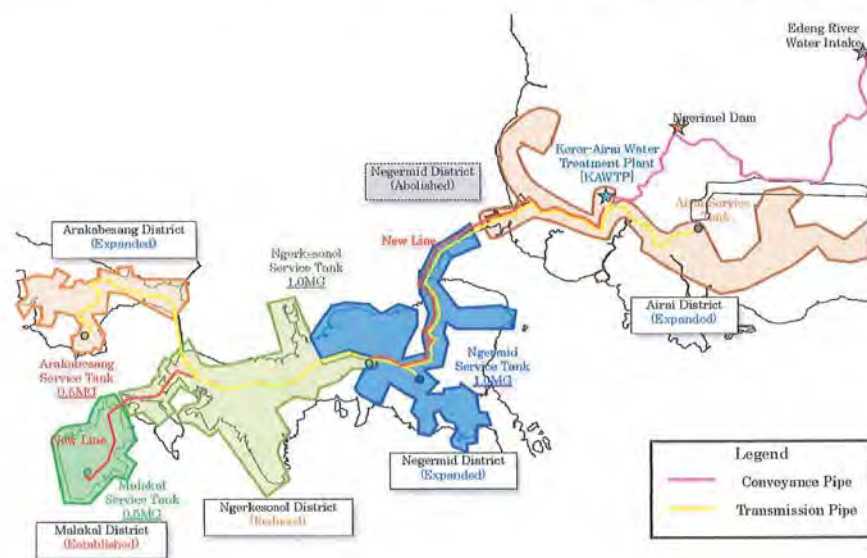 Edeng River
Water Intake
Ngerimel Dam
Koror-Airai Water
Treatment Plant
[KAWTP]
Negermid District
(Abolished)
Airai Service
Tank
Arakabesang District
(Expanded)
New Line
Ngerkesonol
Service Tank
1.0MG
Airai District
(Expanded)
Ngermid
Service Tank
1.0MG
Arakabesang
Service Tank
0.5MG
New Line
Negermid District
(Expanded)
Malakal
Service Tank
0.5MG
Ngerkesonol District
(Reduced)
Malakal District
(Established)
Legend
Conveyance Pipe
Transmission Pipe